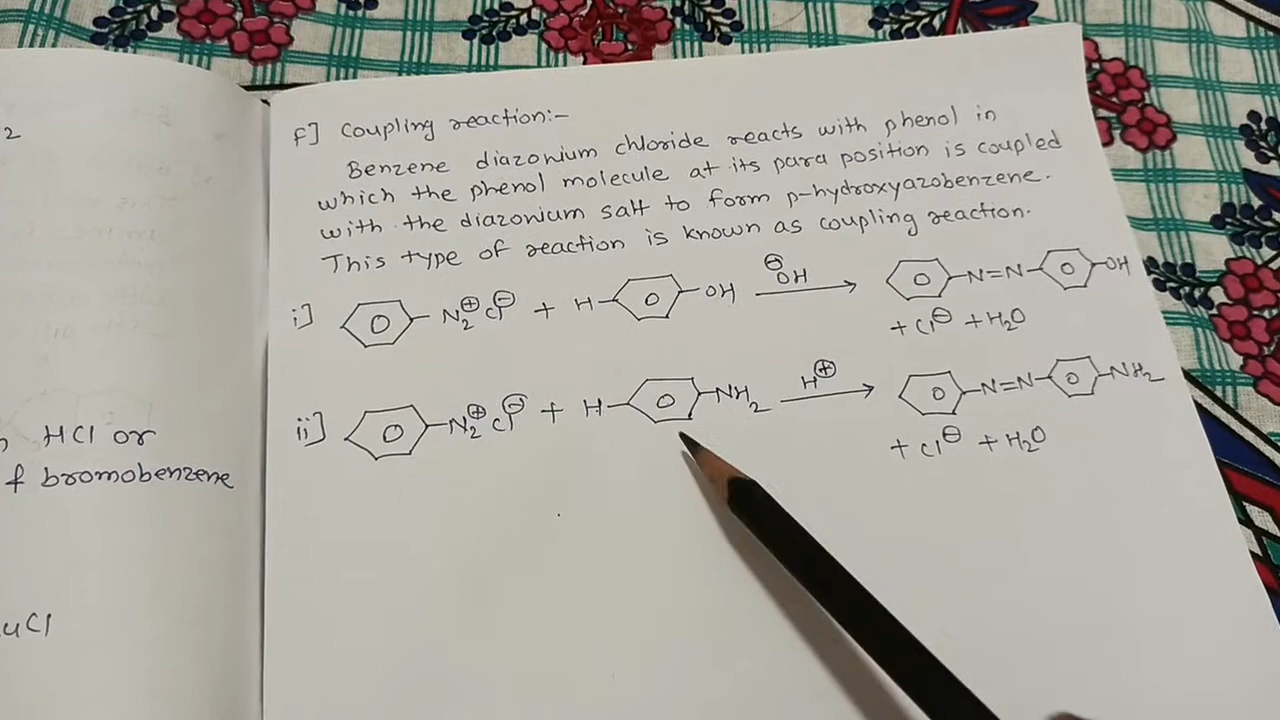 2
HCl or
f bromobenzene
uCl
f] Coupling reaction:-
Benzene diazonium chloride reacts with phenol in
which the phenol molecule at its para position is coupled
with the diazonium salt to form p-hydroxyazobenzene.
This type of reaction is known as coupling reaction.
i] N₂⊕Cl⊖ + H OH ⊖OH → N=N OH
+ Cl⊖ + H₂O
ii] N₂⊕Cl⊖ + H NH₂ H⊕ → N=N NH₂
+ Cl⊖ + H₂O